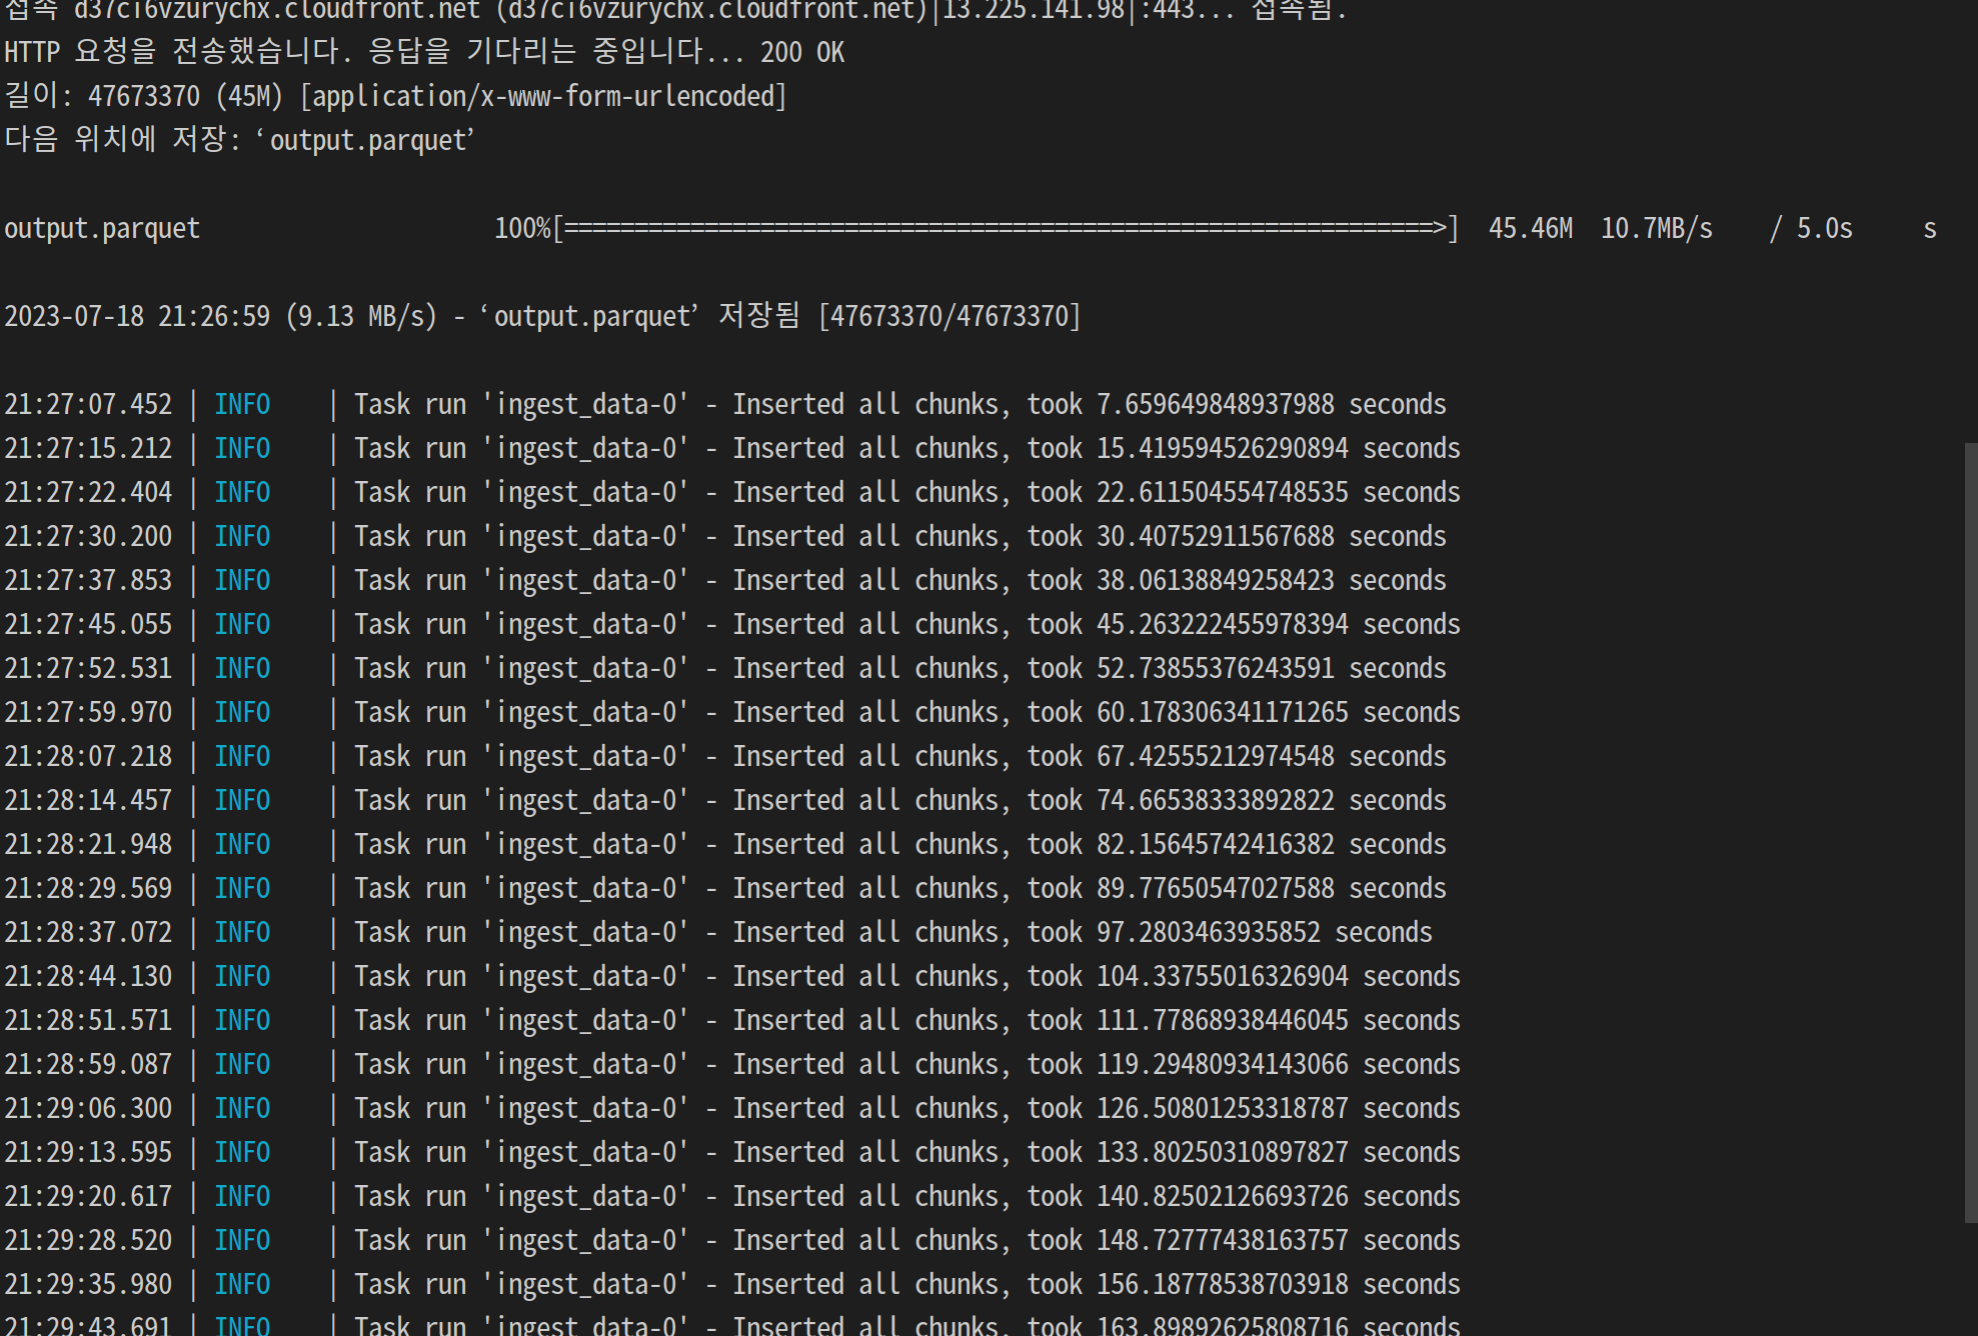 접속 d37ci6vzurychx.cloudfront.net (d37ci6vzurychx.cloudfront.net)|13.225.141.98|:443... 접속됨.
HTTP 요청을 전송했습니다. 응답을 기다리는 중입니다... 200 OK
길이: 47673370 (45M) [application/x-www-form-urlencoded]
다음 위치에 저장: ‘output.parquet’
output.parquet 100%[==============================================================>] 45.46M 10.7MB/s / 5.0s s
2023-07-18 21:26:59 (9.13 MB/s) - ‘output.parquet’ 저장됨 [47673370/47673370]
21:27:07.452 | INFO | Task run 'ingest_data-0' - Inserted all chunks, took 7.659649848937988 seconds
21:27:15.212 | INFO | Task run 'ingest_data-0' - Inserted all chunks, took 15.419594526290894 seconds
21:27:22.404 | INFO | Task run 'ingest_data-0' - Inserted all chunks, took 22.611504554748535 seconds
21:27:30.200 | INFO | Task run 'ingest_data-0' - Inserted all chunks, took 30.40752911567688 seconds
21:27:37.853 | INFO | Task run 'ingest_data-0' - Inserted all chunks, took 38.06138849258423 seconds
21:27:45.055 | INFO | Task run 'ingest_data-0' - Inserted all chunks, took 45.263222455978394 seconds
21:27:52.531 | INFO | Task run 'ingest_data-0' - Inserted all chunks, took 52.73855376243591 seconds
21:27:59.970 | INFO | Task run 'ingest_data-0' - Inserted all chunks, took 60.178306341171265 seconds
21:28:07.218 | INFO | Task run 'ingest_data-0' - Inserted all chunks, took 67.42555212974548 seconds
21:28:14.457 | INFO | Task run 'ingest_data-0' - Inserted all chunks, took 74.66538333892822 seconds
21:28:21.948 | INFO | Task run 'ingest_data-0' - Inserted all chunks, took 82.15645742416382 seconds
21:28:29.569 | INFO | Task run 'ingest_data-0' - Inserted all chunks, took 89.77650547027588 seconds
21:28:37.072 | INFO | Task run 'ingest_data-0' - Inserted all chunks, took 97.2803463935852 seconds
21:28:44.130 | INFO | Task run 'ingest_data-0' - Inserted all chunks, took 104.33755016326904 seconds
21:28:51.571 | INFO | Task run 'ingest_data-0' - Inserted all chunks, took 111.77868938446045 seconds
21:28:59.087 | INFO | Task run 'ingest_data-0' - Inserted all chunks, took 119.29480934143066 seconds
21:29:06.300 | INFO | Task run 'ingest_data-0' - Inserted all chunks, took 126.50801253318787 seconds
21:29:13.595 | INFO | Task run 'ingest_data-0' - Inserted all chunks, took 133.80250310897827 seconds
21:29:20.617 | INFO | Task run 'ingest_data-0' - Inserted all chunks, took 140.82502126693726 seconds
21:29:28.520 | INFO | Task run 'ingest_data-0' - Inserted all chunks, took 148.72777438163757 seconds
21:29:35.980 | INFO | Task run 'ingest_data-0' - Inserted all chunks, took 156.18778538703918 seconds
21:29:43.691 | INFO | Task run 'ingest_data-0' - Inserted all chunks, took 163.89892625808716 seconds